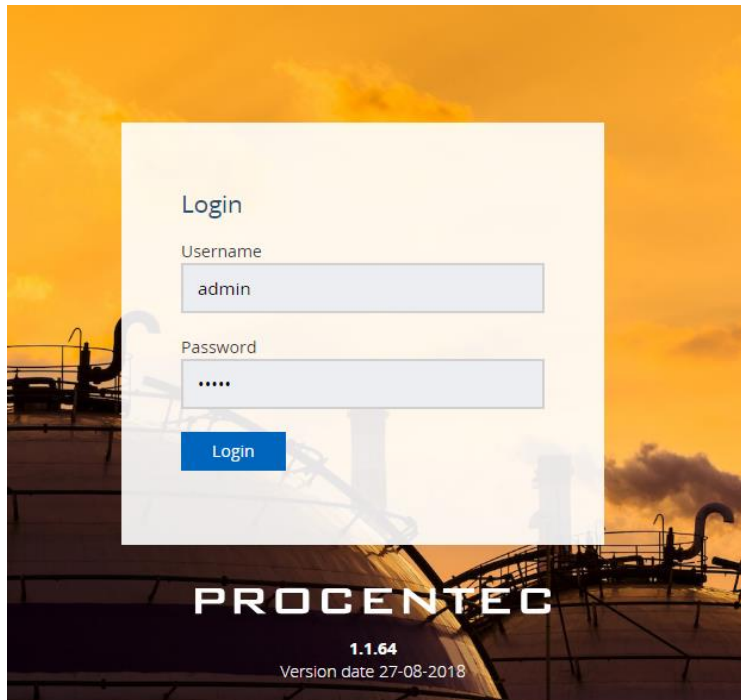 Login
Username
admin
Password
•••••
Login
PROCENTEC
1.1.64
Version date 27-08-2018